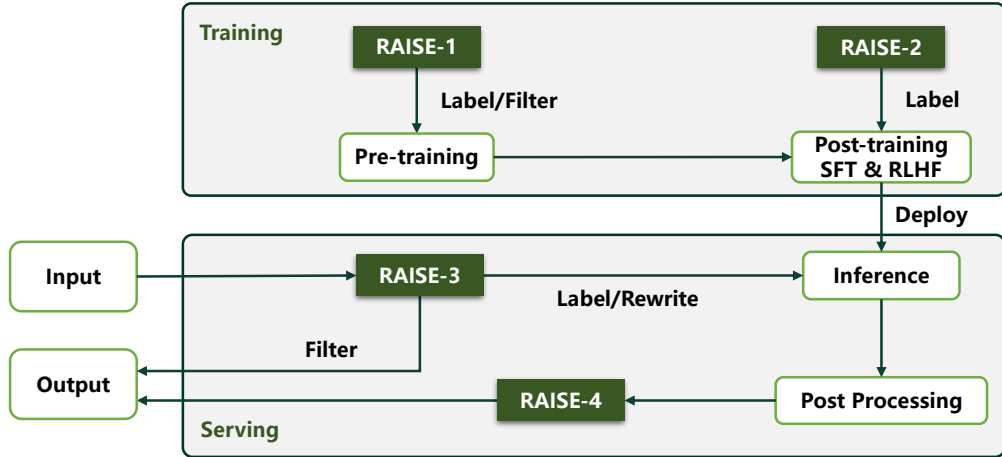 Training
RAISE-1
RAISE-2
Label/Filter
Label
Pre-training
Post-training
SFT & RLHF
Deploy
Input
RAISE-3
Inference
Label/Rewrite
Filter
Output
RAISE-4
Post Processing
Serving